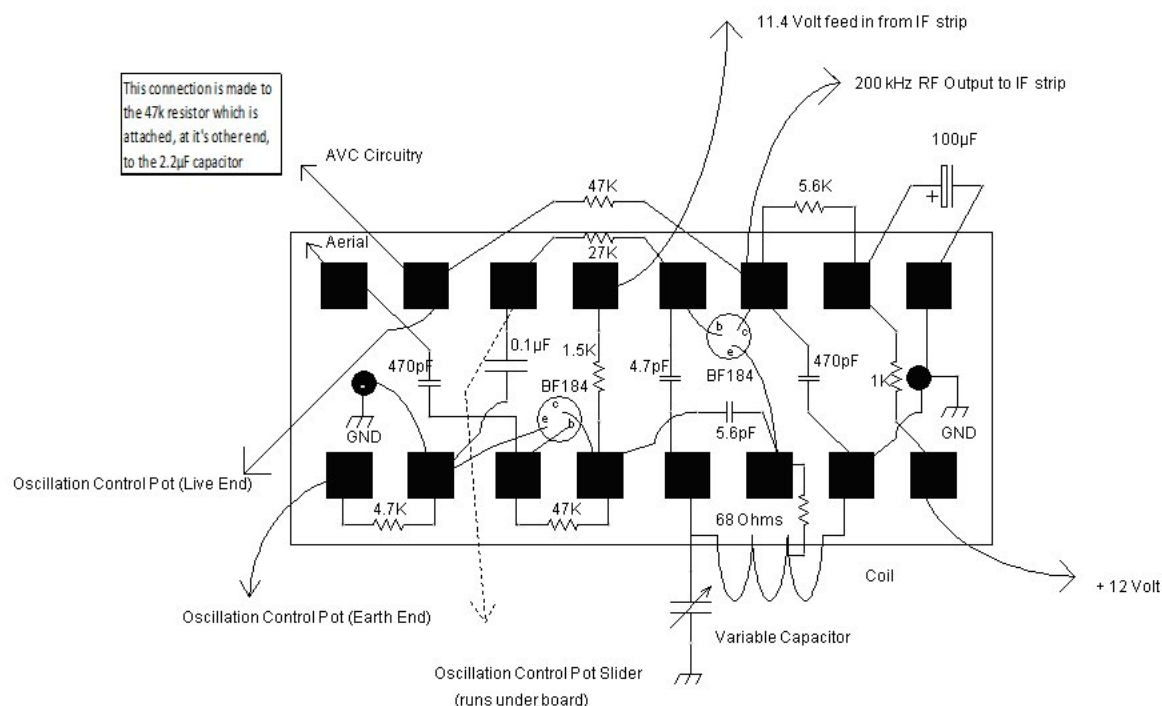 11.4 Volt feed in from IF strip
200 kHz RF Output to IF strip
This connection is made to
the 47k resistor which is
attached, at it's other end,
to the 2.2µF capacitor
AVC Circuitry
100µF
+
47K
5.6K
Aerial
27K
b
c
e
0.1µF
1.5K
4.7pF
470pF
BF184
470pF
1K
BF184
c
e
b
5.6pF
GND
GND
Oscillation Control Pot (Live End)
4.7K
47K
68 Ohms
Coil
+ 12 Volt
Oscillation Control Pot (Earth End)
Variable Capacitor
Oscillation Control Pot Slider
(runs under board)